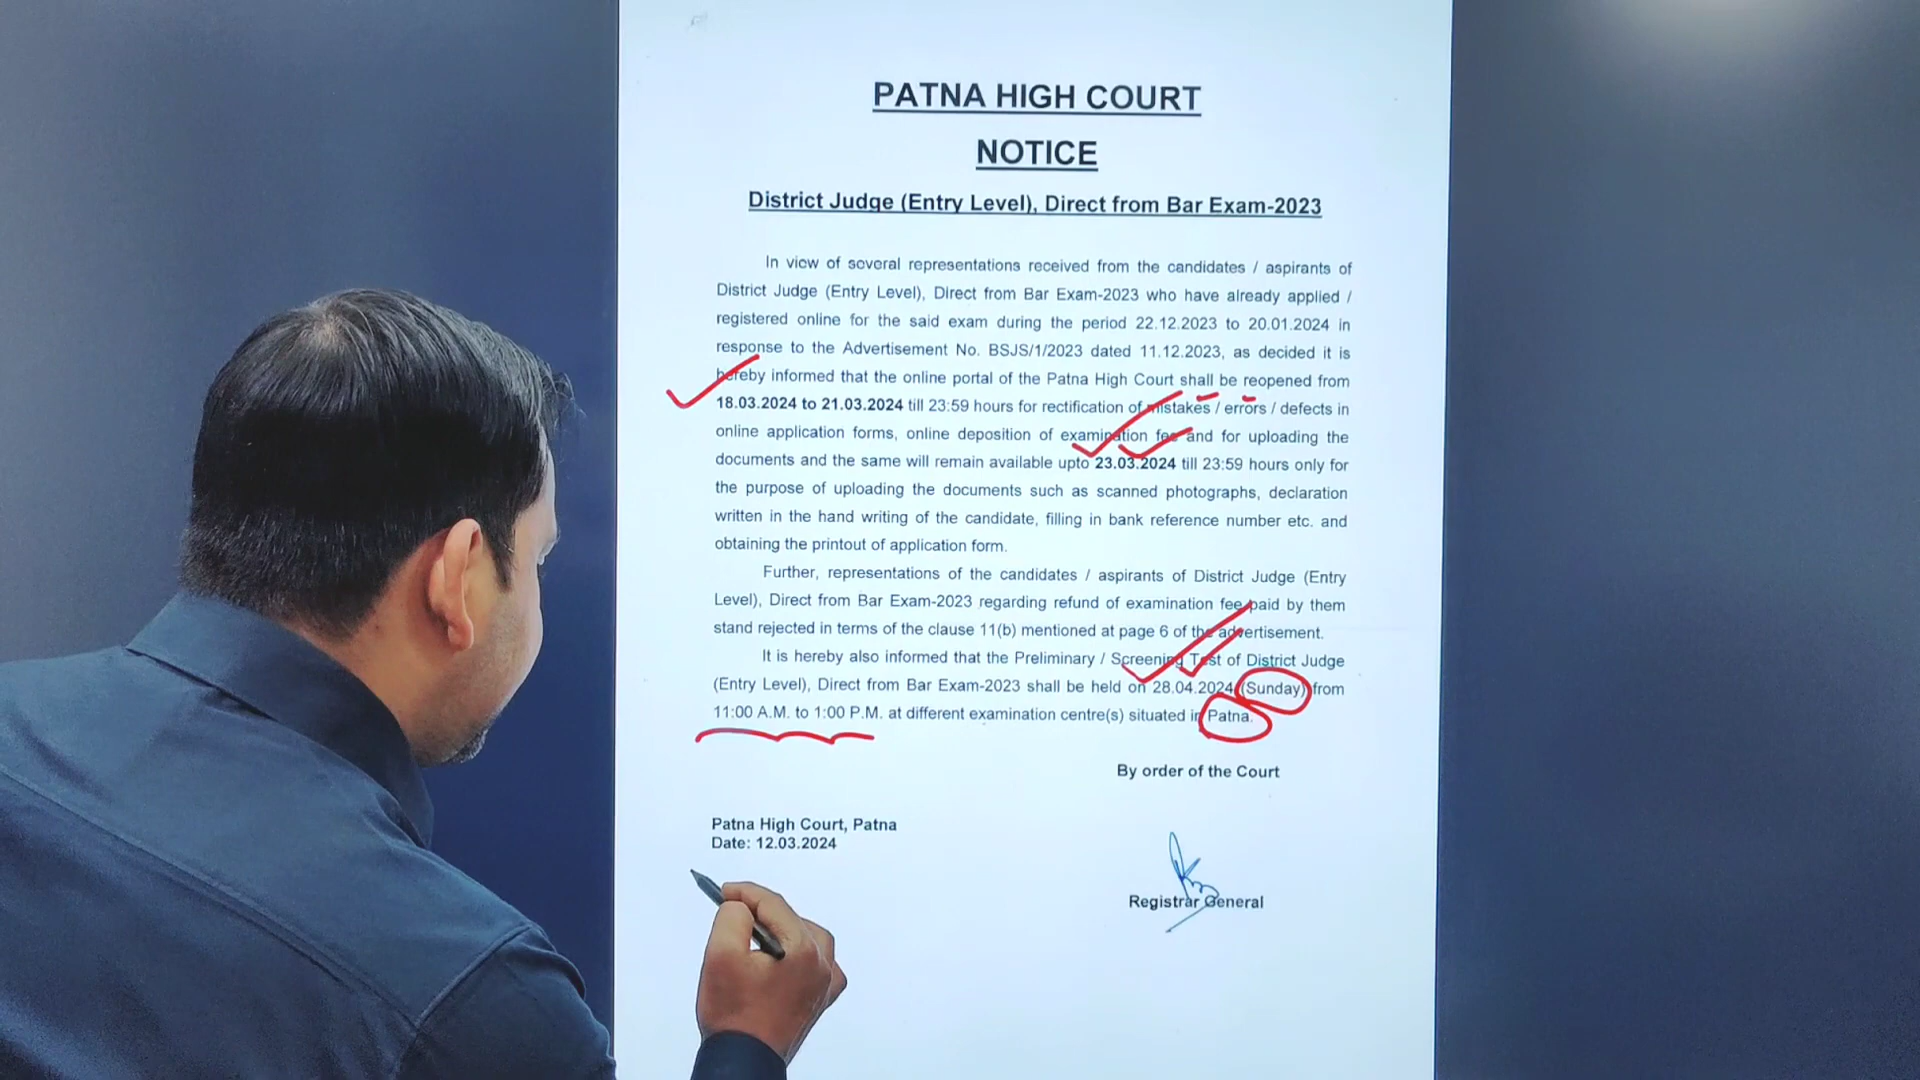 PATNA HIGH COURT
NOTICE
District Judge (Entry Level), Direct from Bar Exam-2023
In view of several representations received from the candidates / aspirants of
District Judge (Entry Level), Direct from Bar Exam-2023 who have already applied /
registered online for the said exam during the period 22.12.2023 to 20.01.2024 in
response to the Advertisement No. BSJS/1/2023 dated 11.12.2023, as decided it is
hereby informed that the online portal of the Patna High Court shall be reopened from
18.03.2024 to 21.03.2024 till 23:59 hours for rectification of mistakes / errors / defects in
online application forms, online deposition of examination fee and for uploading the
documents and the same will remain available upto 23.03.2024 till 23:59 hours only for
the purpose of uploading the documents such as scanned photographs, declaration
written in the hand writing of the candidate, filling in bank reference number etc. and
obtaining the printout of application form.
Further, representations of the candidates / aspirants of District Judge (Entry
Level), Direct from Bar Exam-2023 regarding refund of examination fee paid by them
stand rejected in terms of the clause 11(b) mentioned at page 6 of the advertisement.
It is hereby also informed that the Preliminary / Screening Test of District Judge
(Entry Level), Direct from Bar Exam-2023 shall be held on 28.04.2024 (Sunday) from
11:00 A.M. to 1:00 P.M. at different examination centre(s) situated in Patna.
By order of the Court
Patna High Court, Patna
Date: 12.03.2024
Registrar General